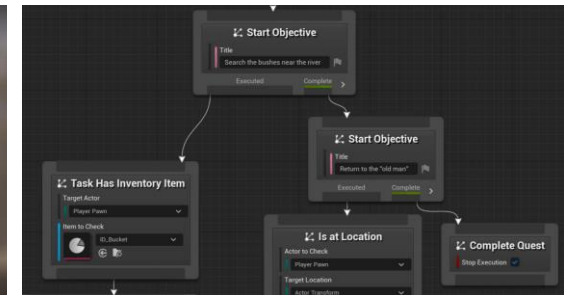 Start Objective
Title
Search the bushes near the river
Executed
Complete
Start Objective
Title
Return to the "old man"
Executed
Complete
Task Has Inventory Item
Target Actor
Player Pawn
Item to Check
ID_Bucket
Is at Location
Actor to Check
Player Pawn
Target Location
Actor Transform
Complete Quest
Stop Execution